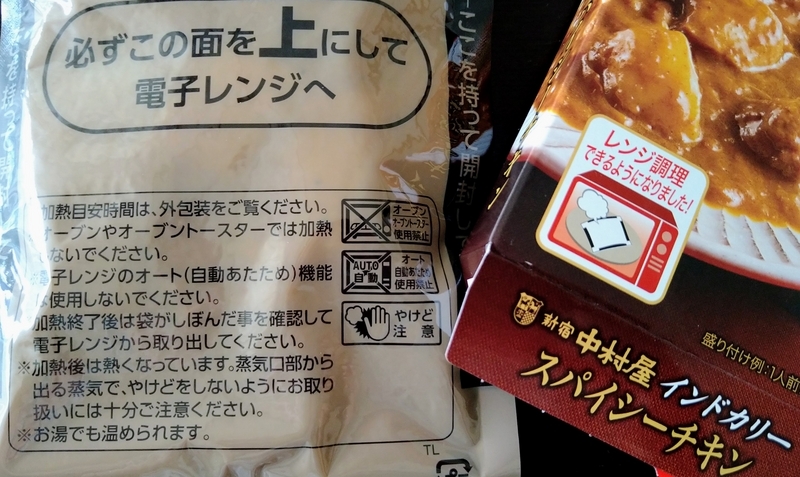 必ずこの面を上にして
電子レンジへ
ここを持って開封し
を持って開
加熱目安時間は、外包装をご覧ください。
オーブンやオーブントースターでは加熱
しないでください。
電子レンジのオート(自動あたため)機能
は使用しないでください。
加熱終了後は袋がしぼんだ事を確認して
電子レンジから取り出してください。
※加熱後は熱くなっています。蒸気口部から
出る蒸気で、やけどをしないようにお取り
扱いには十分ご注意ください。
※お湯でも温められます。
オーブン
オーブントースター
使用禁止
AUTO
自動
オート
自動あたため
使用禁止
やけど
注意
TL
レンジ調理
できるようになりました!
新宿 中村屋 インドカリー
スパイシーチキン
盛り付け例:1人前